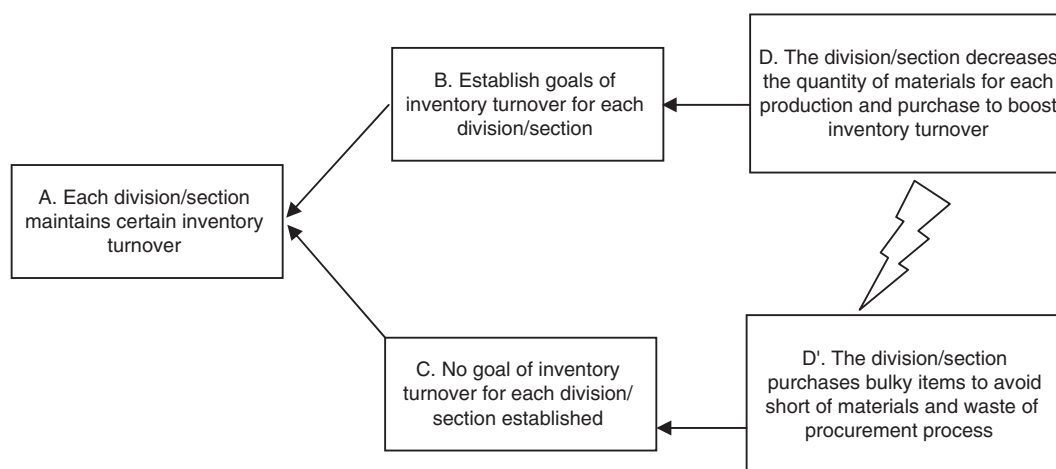 A. Each division/section
maintains certain inventory
turnover
B. Establish goals of
inventory turnover for each
division/section
D. The division/section decreases
the quantity of materials for each
production and purchase to boost
inventory turnover
C. No goal of inventory
turnover for each division/
section established
D'. The division/section
purchases bulky items to avoid
short of materials and waste of
procurement process